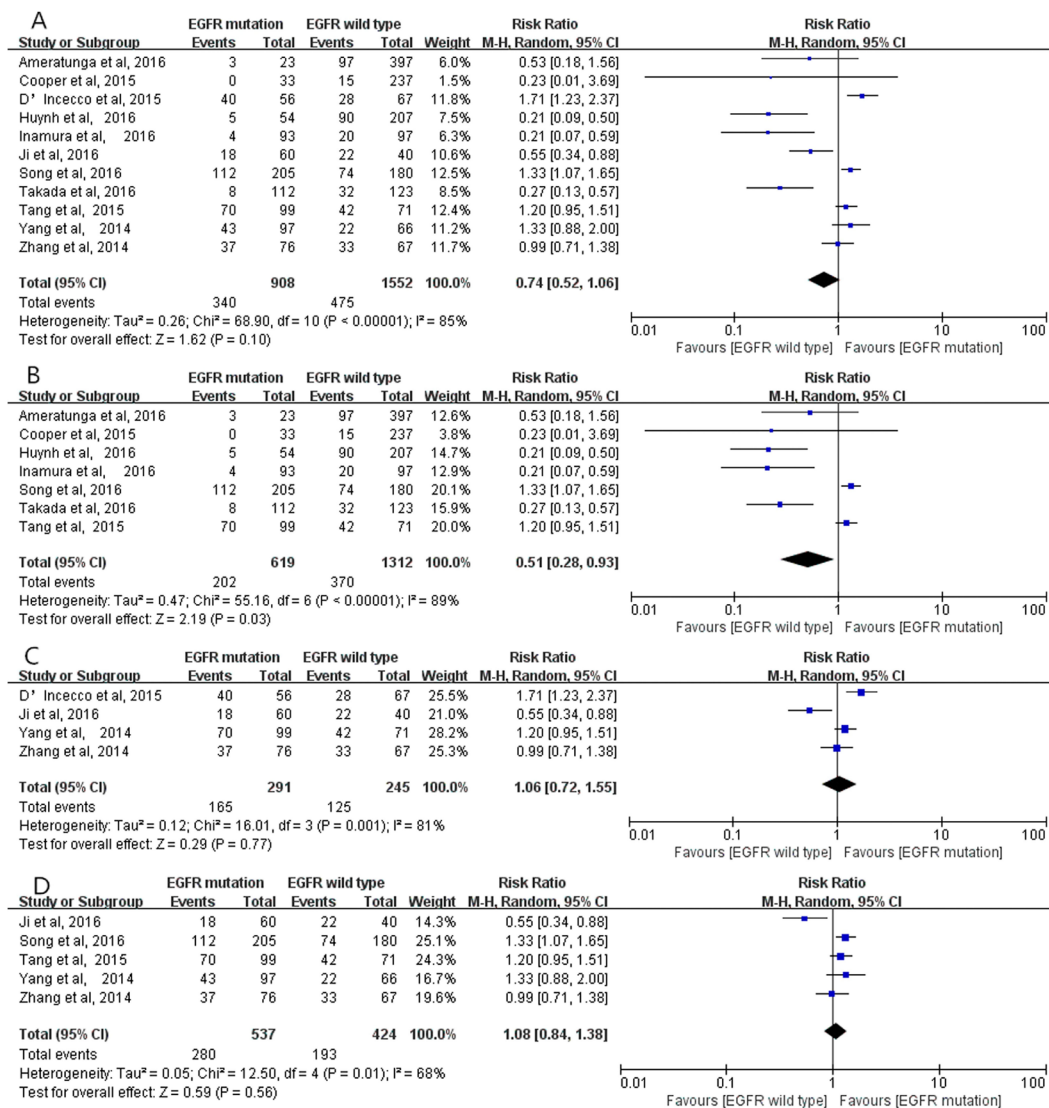 A
EGFR mutation EGFR wild type Risk Ratio Risk Ratio
Study or Subgroup Events Total Events Total Weight M-H, Random, 95% CI M-H, Random, 95% CI
Ameratunga et al, 2016 3 23 97 397 6.0% 0.53 [0.18, 1.56]
Cooper et al, 2015 0 33 15 237 1.5% 0.23 [0.01, 3.69]
D’ Incecco et al, 2015 40 56 28 67 11.8% 1.71 [1.23, 2.37]
Huynh et al, 2016 5 54 90 207 7.5% 0.21 [0.09, 0.50]
Inamura et al, 2016 4 93 20 97 6.3% 0.21 [0.07, 0.59]
Ji et al, 2016 18 60 22 40 10.6% 0.55 [0.34, 0.88]
Song et al, 2016 112 205 74 180 12.5% 1.33 [1.07, 1.65]
Takada et al, 2016 8 112 32 123 8.5% 0.27 [0.13, 0.57]
Tang et al, 2015 70 99 42 71 12.4% 1.20 [0.95, 1.51]
Yang et al, 2014 43 97 22 66 11.2% 1.33 [0.88, 2.00]
Zhang et al, 2014 37 76 33 67 11.7% 0.99 [0.71, 1.38]
Total (95% CI) 908 1552 100.0% 0.74 [0.52, 1.06]
Total events 340 475
Heterogeneity: Tau² = 0.26; Chi² = 68.90, df = 10 (P < 0.00001); I² = 85%
Test for overall effect: Z = 1.62 (P = 0.10)
0.01 0.1 1 10 100
Favours [EGFR wild type] Favours [EGFR mutation]
B
EGFR mutation EGFR wild type Risk Ratio Risk Ratio
Study or Subgroup Events Total Events Total Weight M-H, Random, 95% CI M-H, Random, 95% CI
Ameratunga et al, 2016 3 23 97 397 12.6% 0.53 [0.18, 1.56]
Cooper et al, 2015 0 33 15 237 3.8% 0.23 [0.01, 3.69]
Huynh et al, 2016 5 54 90 207 14.7% 0.21 [0.09, 0.50]
Inamura et al, 2016 4 93 20 97 12.9% 0.21 [0.07, 0.59]
Song et al, 2016 112 205 74 180 20.1% 1.33 [1.07, 1.65]
Takada et al, 2016 8 112 32 123 15.9% 0.27 [0.13, 0.57]
Tang et al, 2015 70 99 42 71 20.0% 1.20 [0.95, 1.51]
Total (95% CI) 619 1312 100.0% 0.51 [0.28, 0.93]
Total events 202 370
Heterogeneity: Tau² = 0.47; Chi² = 55.16, df = 6 (P < 0.00001); I² = 89%
Test for overall effect: Z = 2.19 (P = 0.03)
0.01 0.1 1 10 100
Favours [EGFR wild type] Favours [EGFR mutation]
C
EGFR mutation EGFR wild type Risk Ratio Risk Ratio
Study or Subgroup Events Total Events Total Weight M-H, Random, 95% CI M-H, Random, 95% CI
D’ Incecco et al, 2015 40 56 28 67 25.5% 1.71 [1.23, 2.37]
Ji et al, 2016 18 60 22 40 21.0% 0.55 [0.34, 0.88]
Yang et al, 2014 70 99 42 71 28.2% 1.20 [0.95, 1.51]
Zhang et al, 2014 37 76 33 67 25.3% 0.99 [0.71, 1.38]
Total (95% CI) 291 245 100.0% 1.06 [0.72, 1.55]
Total events 165 125
Heterogeneity: Tau² = 0.12; Chi² = 16.01, df = 3 (P = 0.001); I² = 81%
Test for overall effect: Z = 0.29 (P = 0.77)
0.01 0.1 1 10 100
Favours [EGFR wild type] Favours [EGFR mutation]
D
EGFR mutation EGFR wild type Risk Ratio Risk Ratio
Study or Subgroup Events Total Events Total Weight M-H, Random, 95% CI M-H, Random, 95% CI
Ji et al, 2016 18 60 22 40 14.3% 0.55 [0.34, 0.88]
Song et al, 2016 112 205 74 180 25.1% 1.33 [1.07, 1.65]
Tang et al, 2015 70 99 42 71 24.3% 1.20 [0.95, 1.51]
Yang et al, 2014 43 97 22 66 16.7% 1.33 [0.88, 2.00]
Zhang et al, 2014 37 76 33 67 19.6% 0.99 [0.71, 1.38]
Total (95% CI) 537 424 100.0% 1.08 [0.84, 1.38]
Total events 280 193
Heterogeneity: Tau² = 0.05; Chi² = 12.50, df = 4 (P = 0.01); I² = 68%
Test for overall effect: Z = 0.59 (P = 0.56)
0.01 0.1 1 10 100
Favours [EGFR wild type] Favours [EGFR mutation]